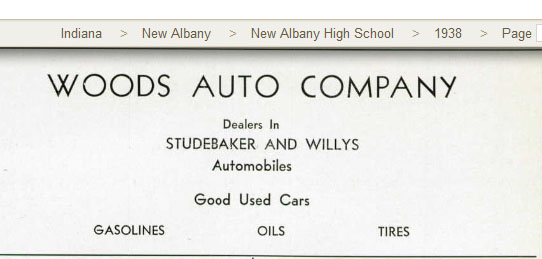 Indiana > New Albany > New Albany High School > 1938 > Page
WOODS AUTO COMPANY
Dealers In
STUDEBAKER AND WILLYS
Automobiles
Good Used Cars
GASOLINES OILS TIRES